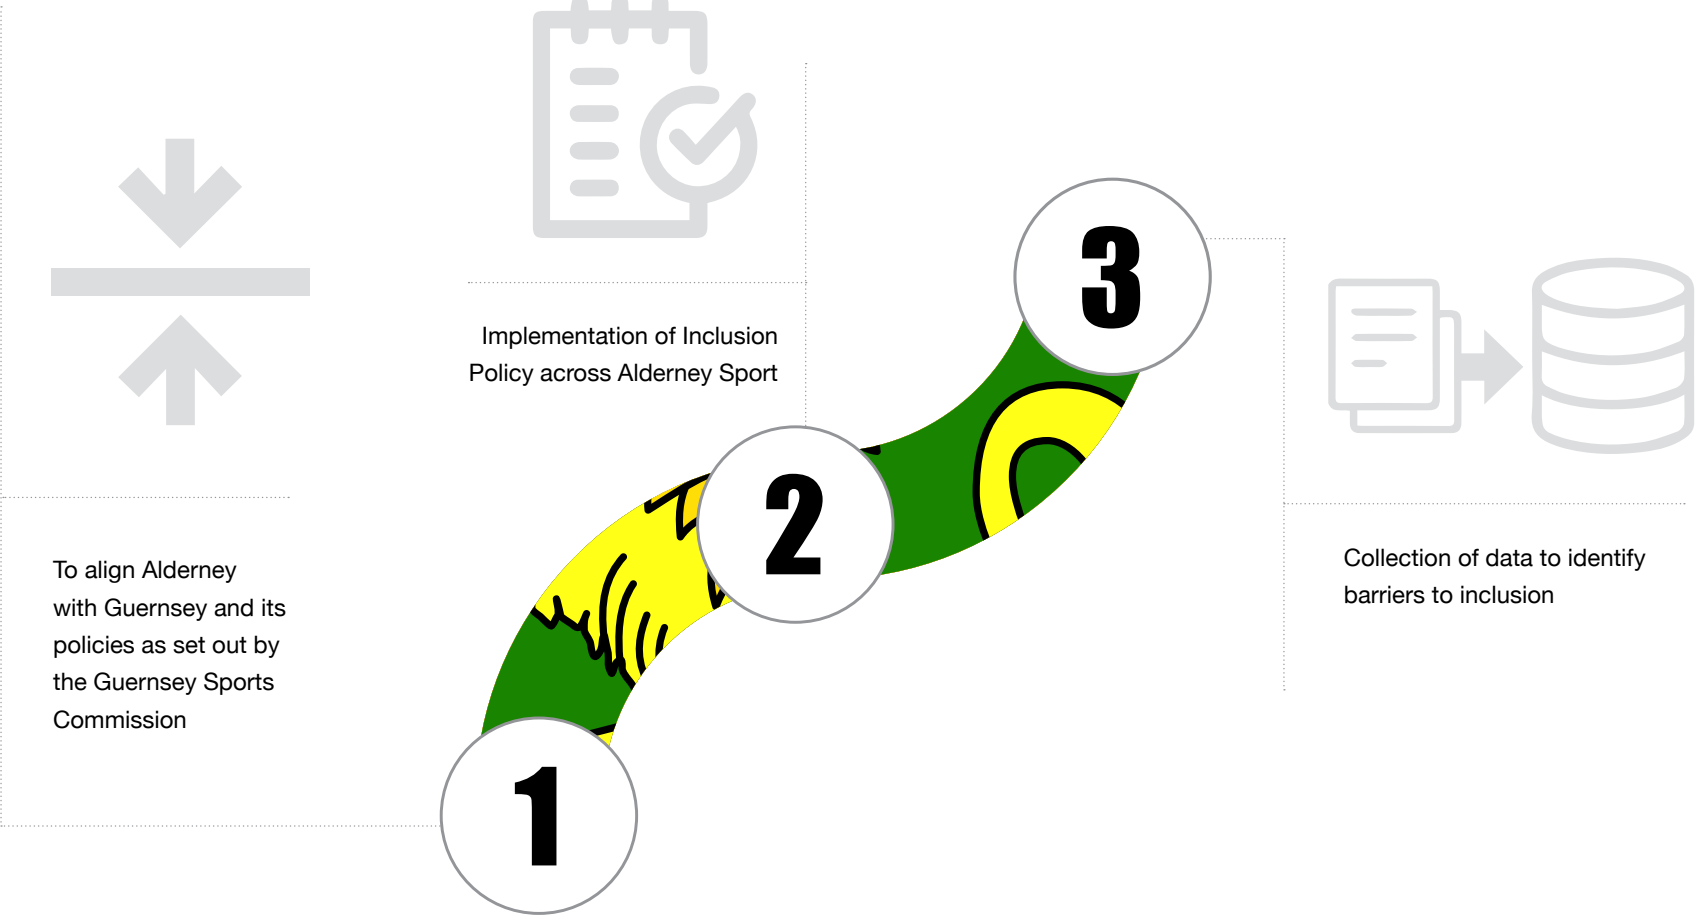 1
To align Alderney
with Guernsey and its
policies as set out by
the Guernsey Sports
Commission
2
Implementation of Inclusion
Policy across Alderney Sport
3
Collection of data to identify
barriers to inclusion